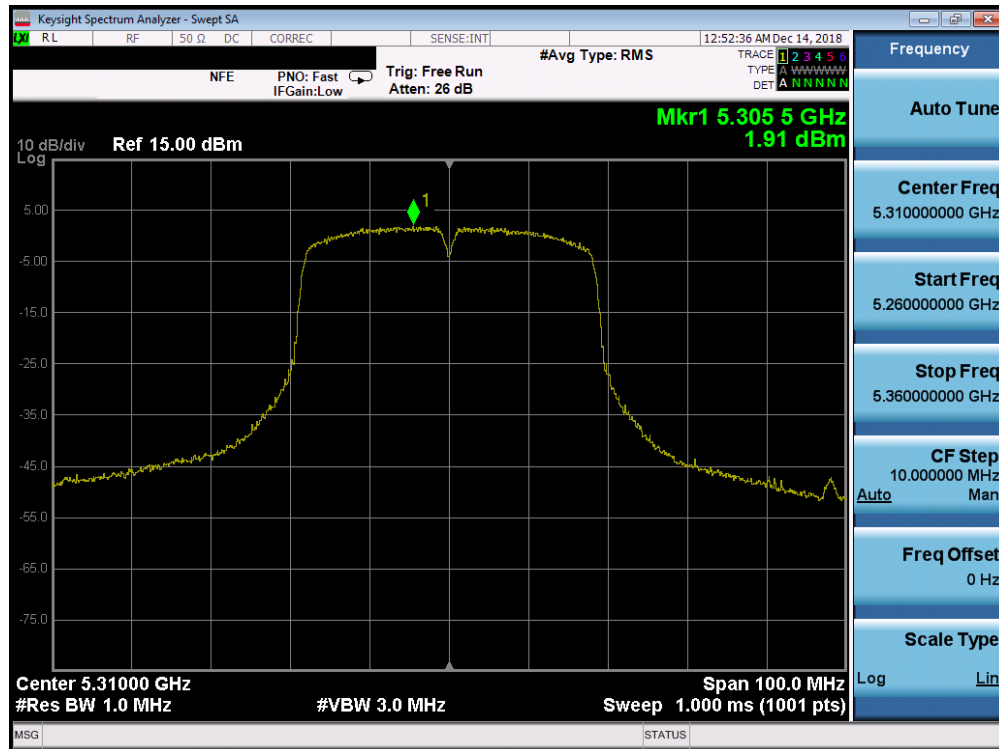 Keysight Spectrum Analyzer - Swept SA
LXI RL RF 50 Ω DC CORREC SENSE:INT 12:52:36 AM Dec 14, 2018
#Avg Type: RMS
TRACE 1 2 3 4 5 6
TYPE A WWWWW
DET A N N N N N
NFE PNO: Fast Trig: Free Run
IFGain:Low Atten: 26 dB
Mkr1 5.305 5 GHz
1.91 dBm
10 dB/div Ref 15.00 dBm
Log
1
5.00
-5.00
-15.0
-25.0
-35.0
-45.0
-55.0
-65.0
-75.0
Center 5.31000 GHz Span 100.0 MHz
#Res BW 1.0 MHz #VBW 3.0 MHz Sweep 1.000 ms (1001 pts)
MSG STATUS
Frequency
Auto Tune
Center Freq
5.310000000 GHz
Start Freq
5.260000000 GHz
Stop Freq
5.360000000 GHz
CF Step
10.000000 MHz
Auto Man
Freq Offset
0 Hz
Scale Type
Log Lin